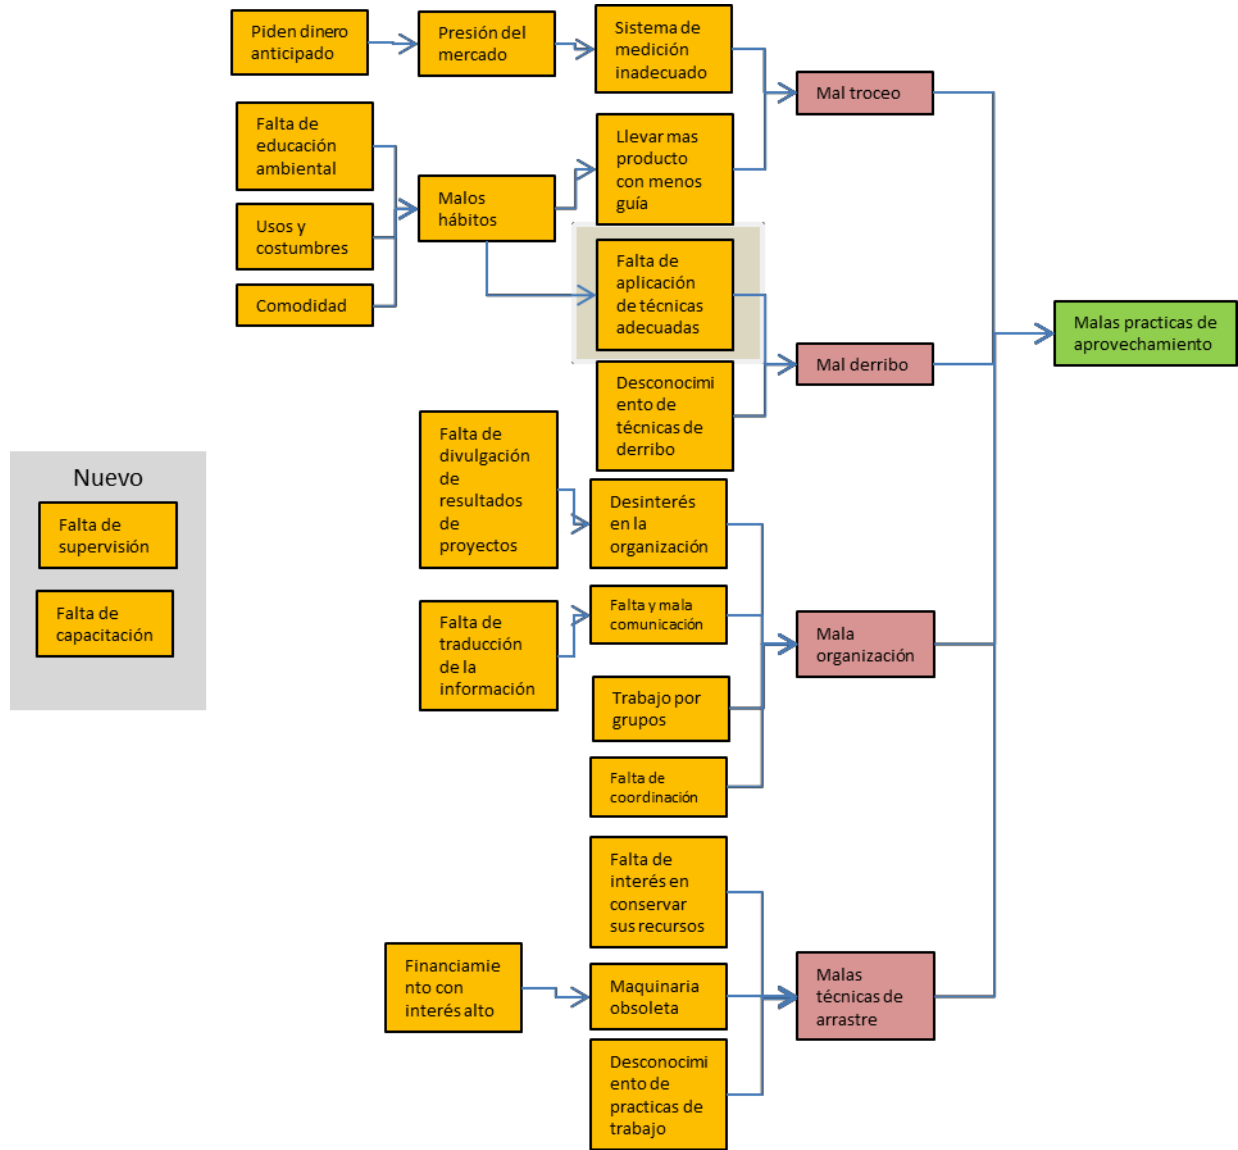 Piden dinero
anticipado
Presión del
mercado
Sistema de
medición
inadecuado
Mal troceo
Falta de
educación
ambiental
Llevar mas
producto
con menos
guía
Malos
hábitos
Usos y
costumbres
Comodidad
Falta de
aplicación
de técnicas
adecuadas
Malas practicas de
aprovechamiento
Mal derribo
Desconocimi
ento de
técnicas de
derribo
Falta de
divulgación
de
resultados
de
proyectos
Nuevo
Falta de
supervisión
Falta de
capacitación
Desinterés
en la
organización
Falta y mala
comunicación
Falta de
traducción
de la
información
Mala
organización
Trabajo por
grupos
Falta de
coordinación
Falta de
interés en
conservar
sus recursos
Financiamie
nto con
interés alto
Maquinaria
obsoleta
Malas
técnicas de
arrastre
Desconocimi
ento de
practicas de
trabajo